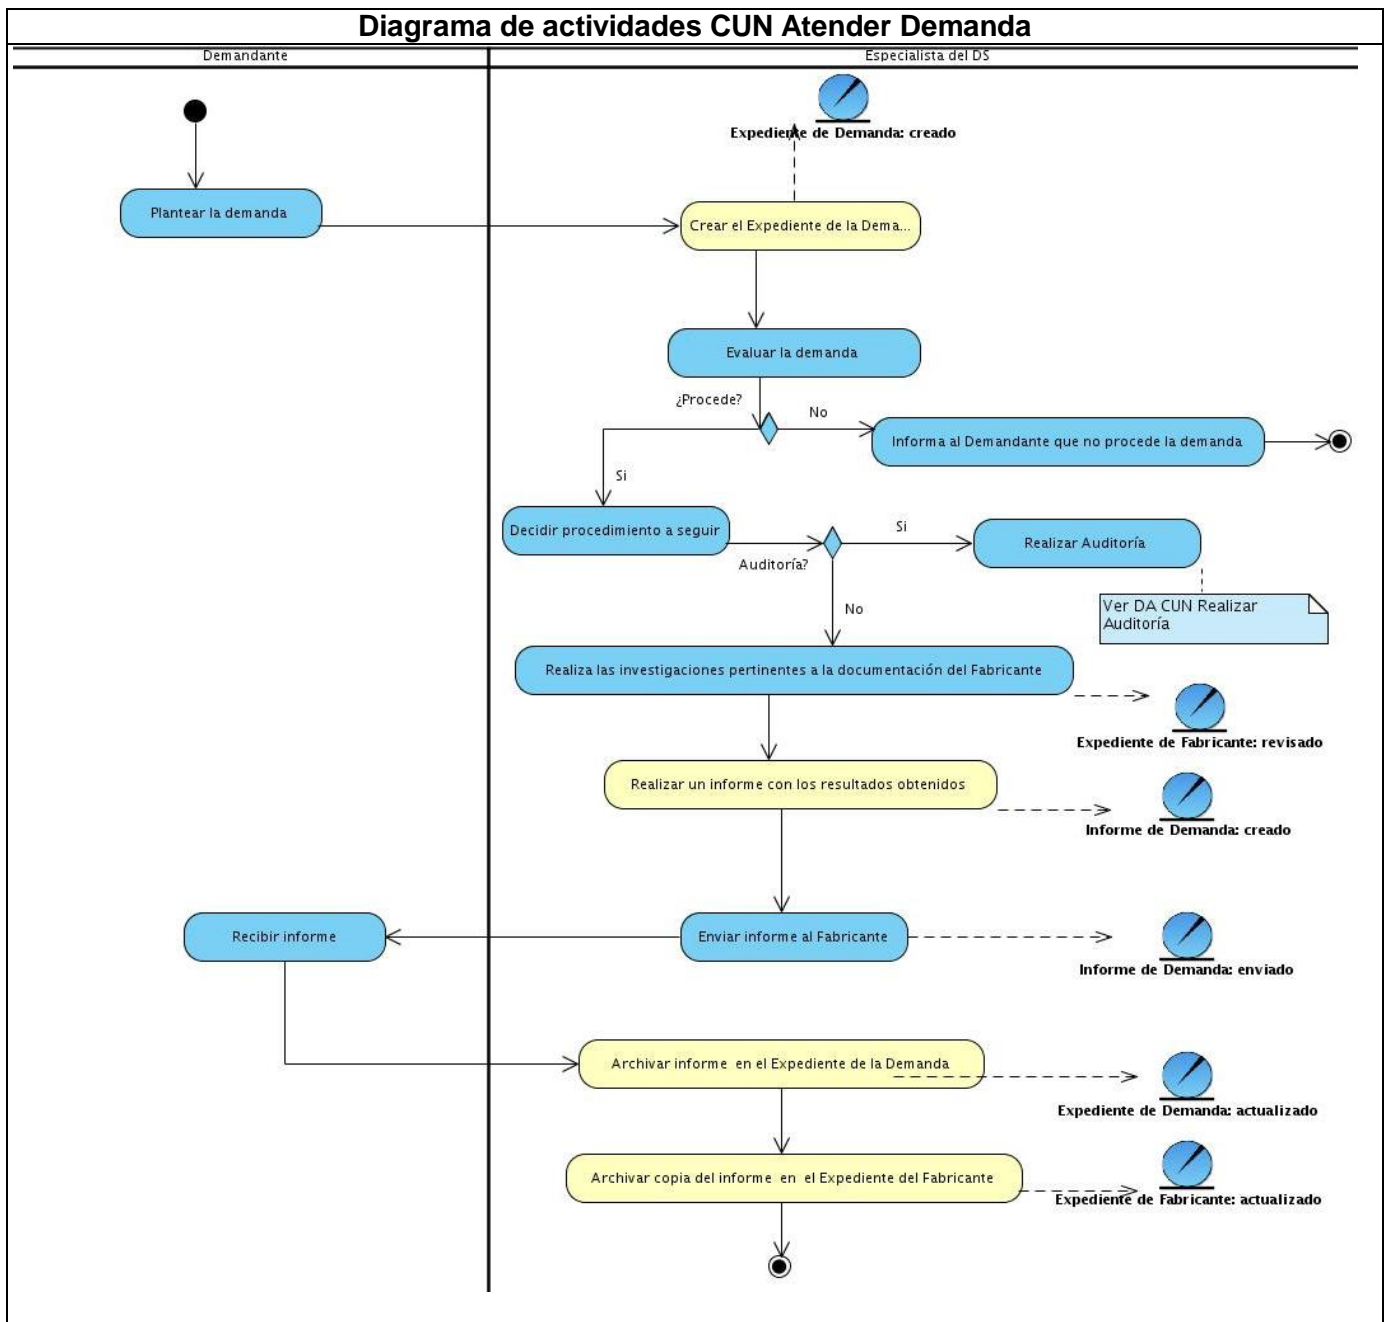 Diagrama de actividades CUN Atender Demanda
Demandante
Especialista del DS
Expediente de Demanda: creado
Plantear la demanda
Crear el Expediente de la Dema...
Evaluar la demanda
¿Procede?
No
Informa al Demandante que no procede la demanda
Si
Decidir procedimiento a seguir
Auditoría?
Si
Realizar Auditoría
Ver DA CUN Realizar
Auditoría
No
Realiza las investigaciones pertinentes a la documentación del Fabricante
Expediente de Fabricante: revisado
Realizar un informe con los resultados obtenidos
Informe de Demanda: creado
Recibir informe
Enviar informe al Fabricante
Informe de Demanda: enviado
Archivar informe en el Expediente de la Demanda
Expediente de Demanda: actualizado
Archivar copia del informe en el Expediente del Fabricante
Expediente de Fabricante: actualizado